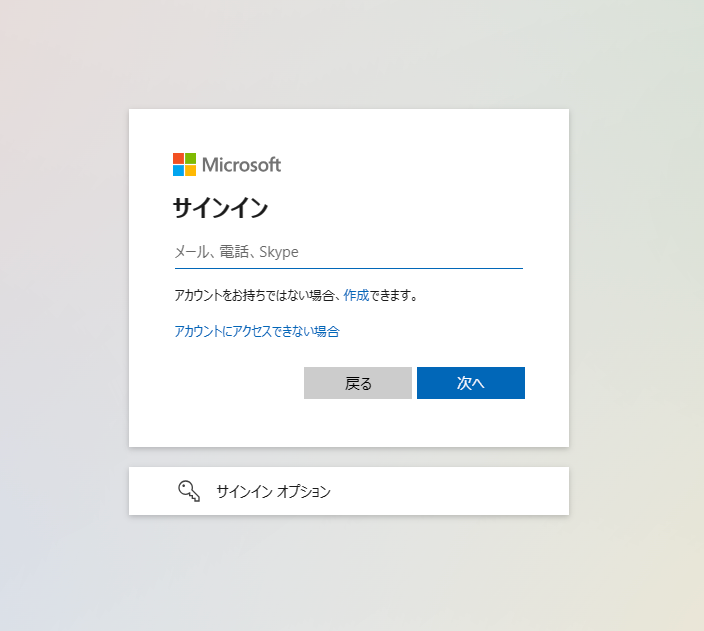 Microsoft
サインイン
メール、電話、Skype
アカウントをお持ちではない場合、作成できます。
アカウントにアクセスできない場合
戻る
次へ
サインイン オプション